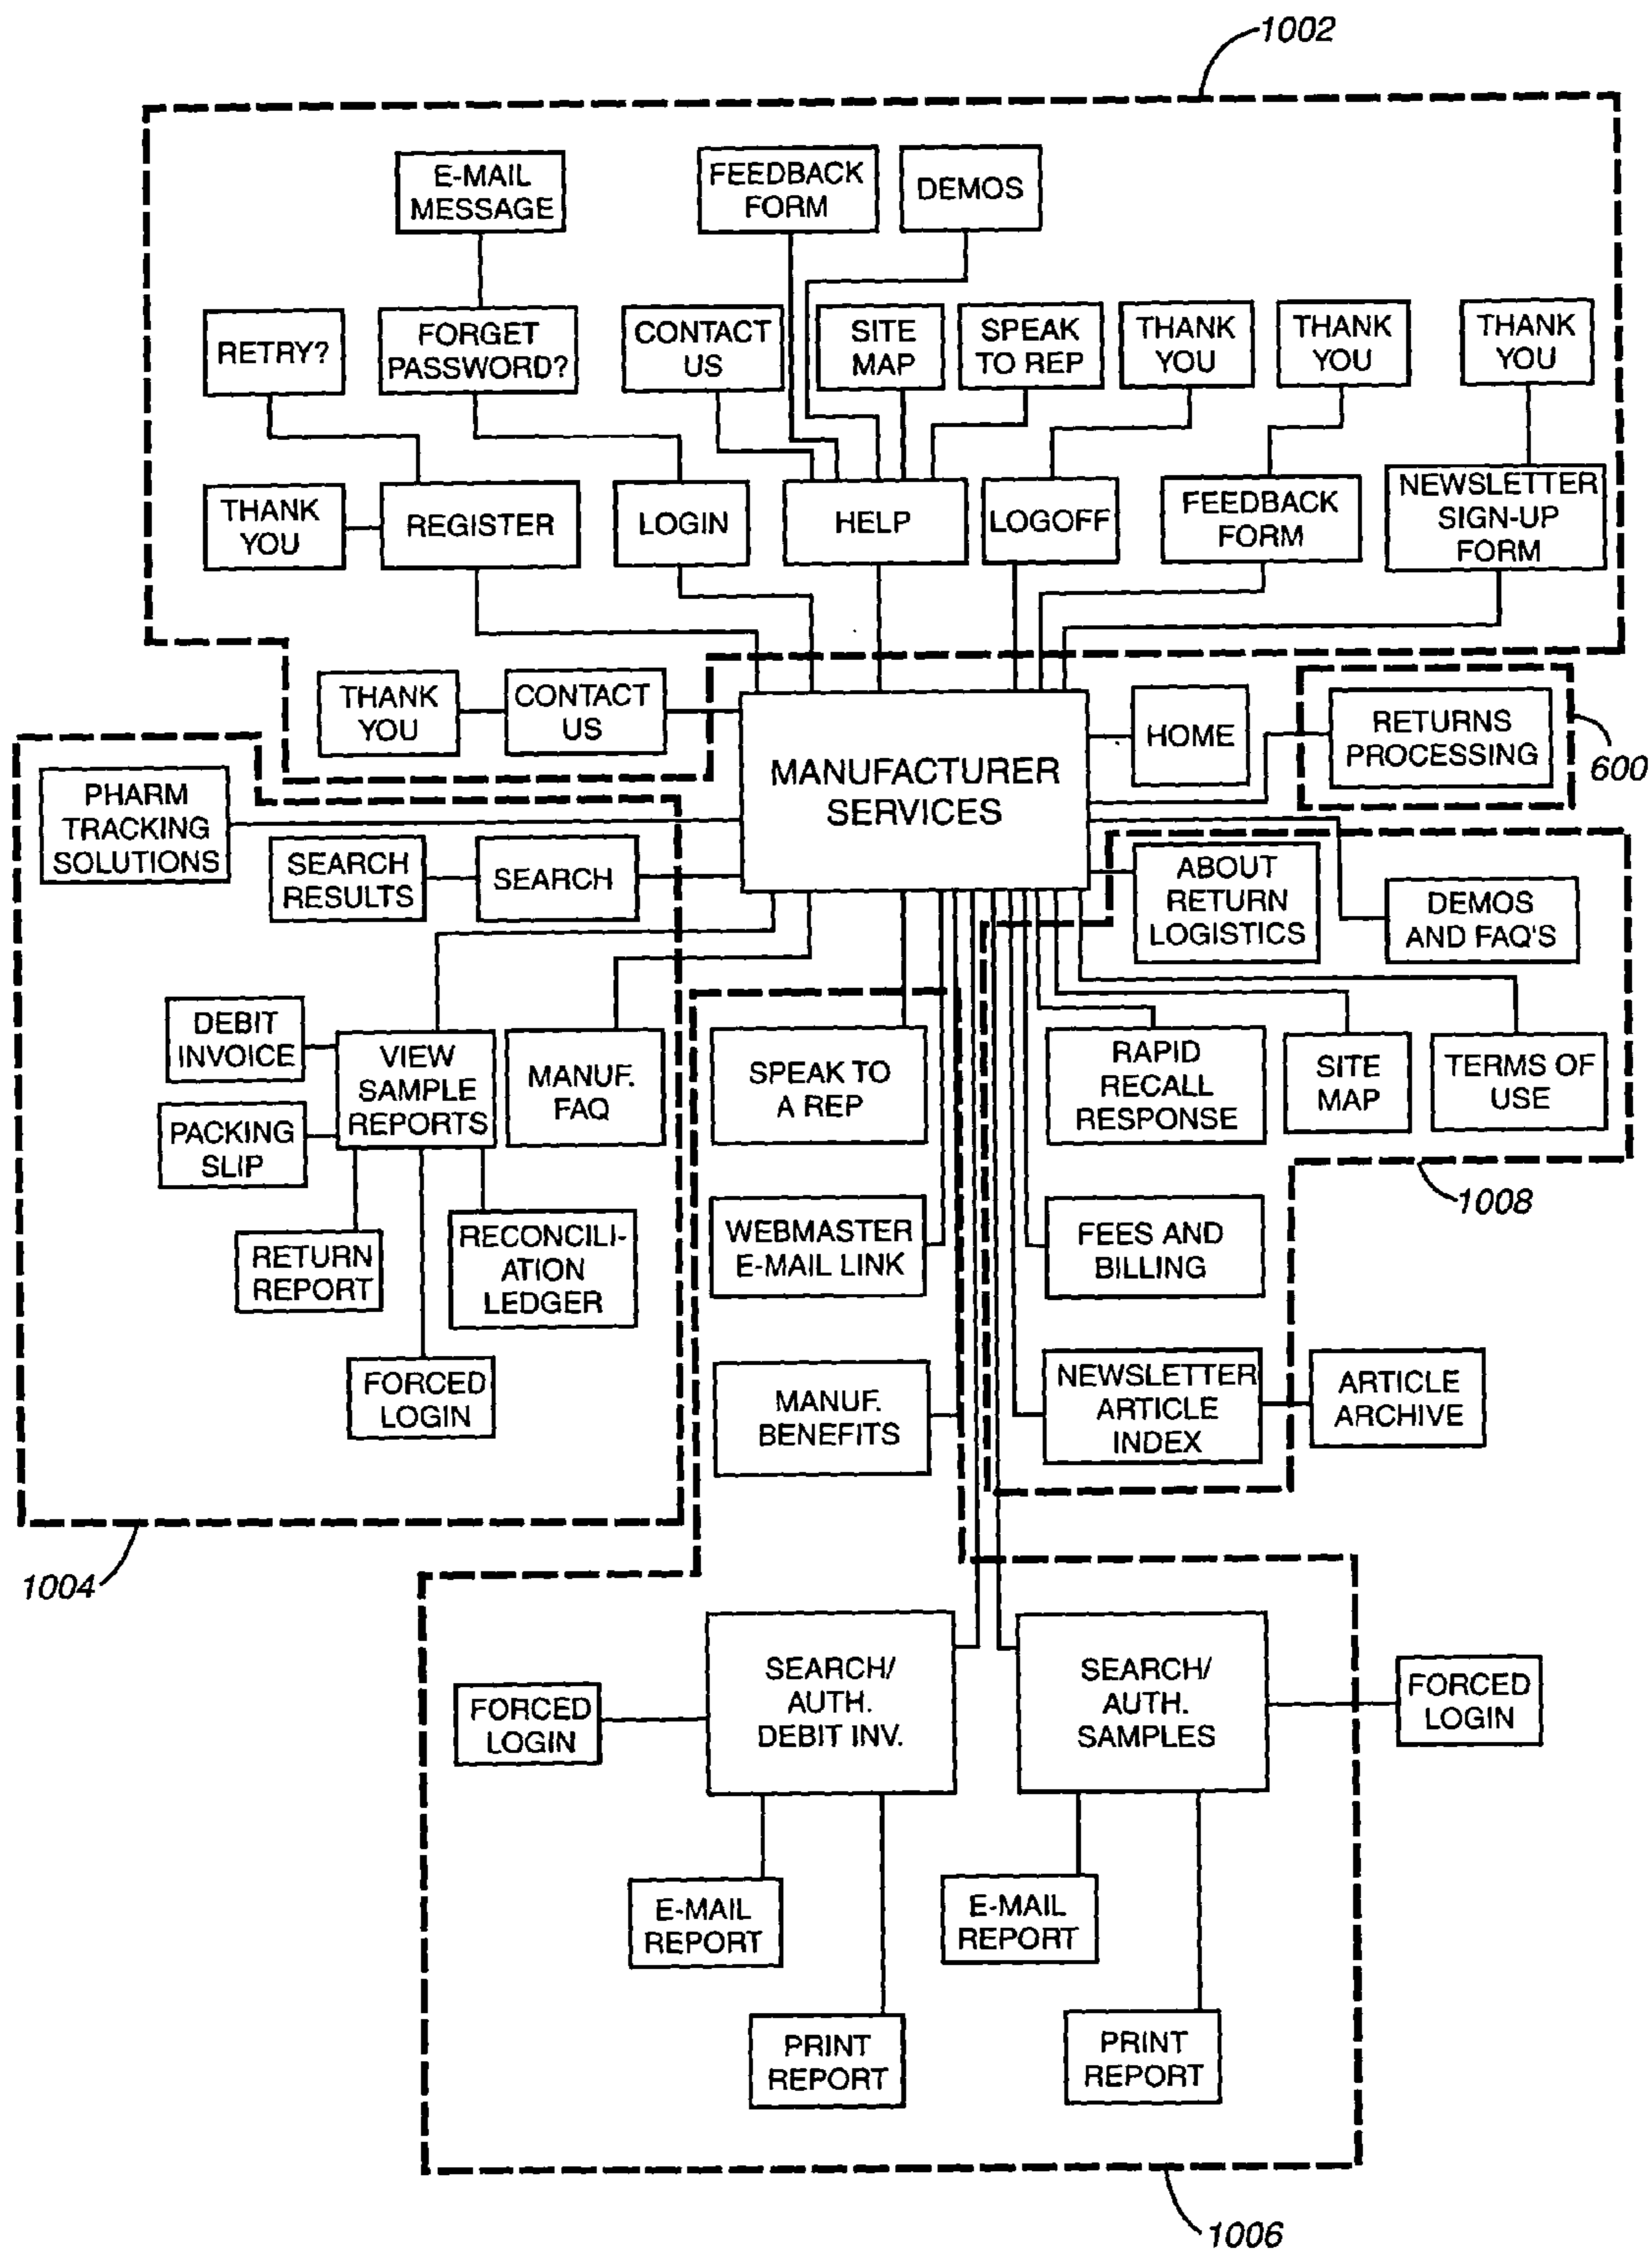 1002
E-MAIL
MESSAGE
FEEDBACK
FORM
DEMOS
RETRY?
FORGET
PASSWORD?
CONTACT
US
SITE
MAP
SPEAK
TO REP
THANK
YOU
THANK
YOU
THANK
YOU
THANK
YOU
REGISTER
LOGIN
HELP
LOGOFF
FEEDBACK
FORM
NEWSLETTER
SIGN-UP
FORM
THANK
YOU
CONTACT
US
MANUFACTURER
SERVICES
HOME
RETURNS
PROCESSING
600
PHARM
TRACKING
SOLUTIONS
SEARCH
RESULTS
SEARCH
ABOUT
RETURN
LOGISTICS
DEMOS
AND FAQ'S
DEBIT
INVOICE
VIEW
SAMPLE
REPORTS
MANUF.
FAQ
SPEAK TO
A REP
RAPID
RECALL
RESPONSE
SITE
MAP
TERMS OF
USE
PACKING
SLIP
1008
RETURN
REPORT
RECONCILI-
ATION
LEDGER
WEBMASTER
E-MAIL LINK
FEES AND
BILLING
FORCED
LOGIN
MANUF.
BENEFITS
NEWSLETTER
ARTICLE
INDEX
ARTICLE
ARCHIVE
1004
FORCED
LOGIN
SEARCH/
AUTH.
DEBIT INV.
SEARCH/
AUTH.
SAMPLES
FORCED
LOGIN
E-MAIL
REPORT
E-MAIL
REPORT
PRINT
REPORT
PRINT
REPORT
1006